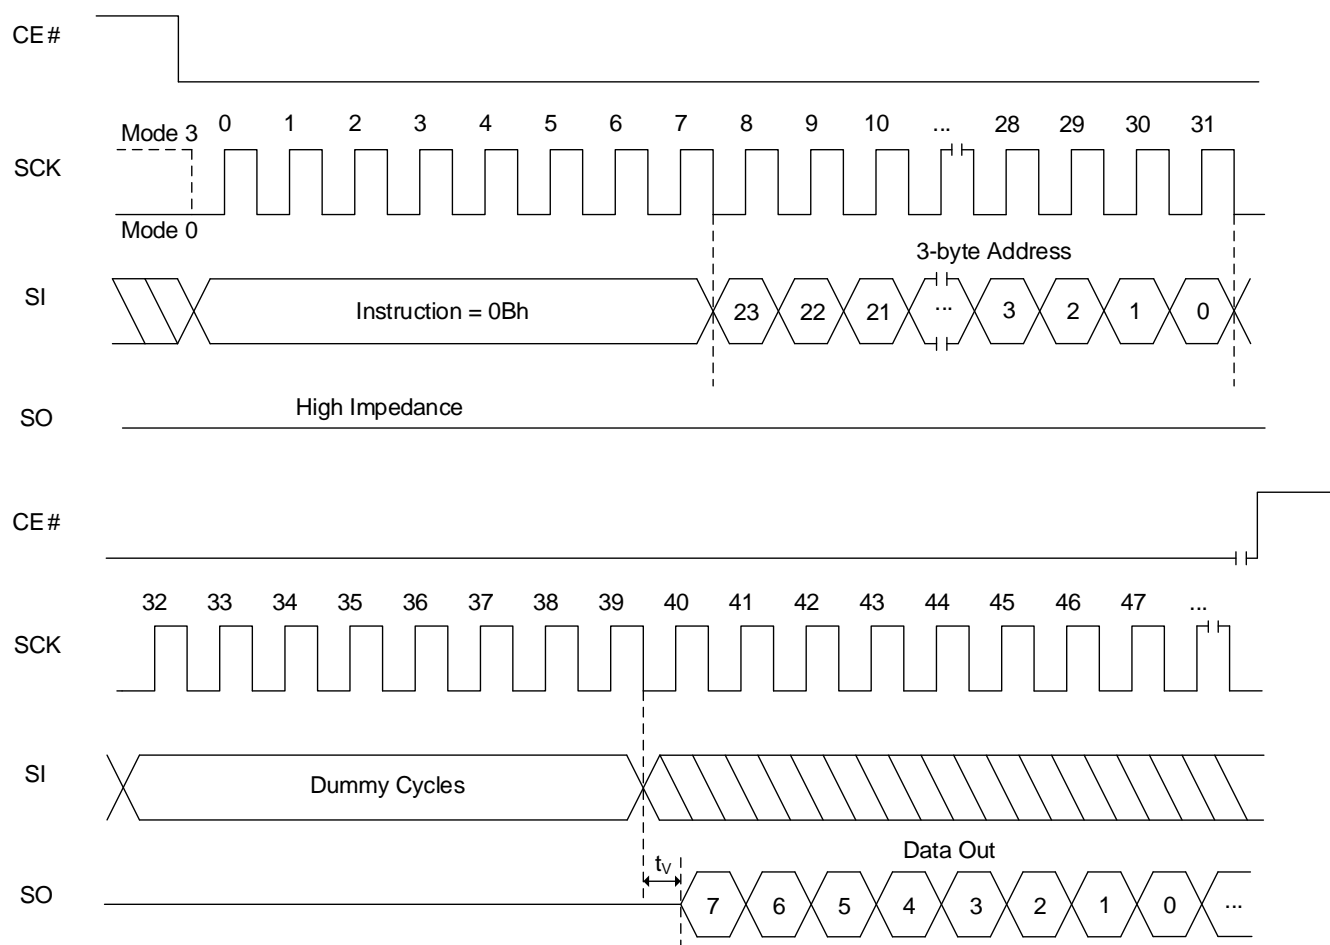 CE#
Mode 3 0 1 2 3 4 5 6 7 8 9 10 ... 28 29 30 31
SCK
Mode 0
3-byte Address
SI Instruction = 0Bh 23 22 21 ... 3 2 1 0
High Impedance
SO
CE#
32 33 34 35 36 37 38 39 40 41 42 43 44 45 46 47 ...
SCK
SI Dummy Cycles
Data Out
tV
SO 7 6 5 4 3 2 1 0 ...